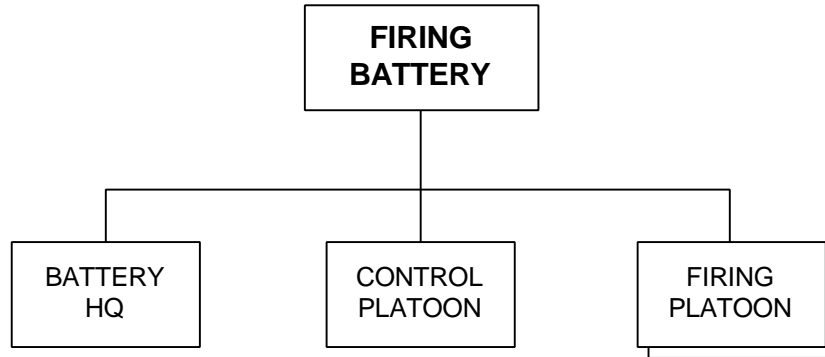 FIRING
BATTERY
BATTERY
HQ
CONTROL
PLATOON
FIRING
PLATOON